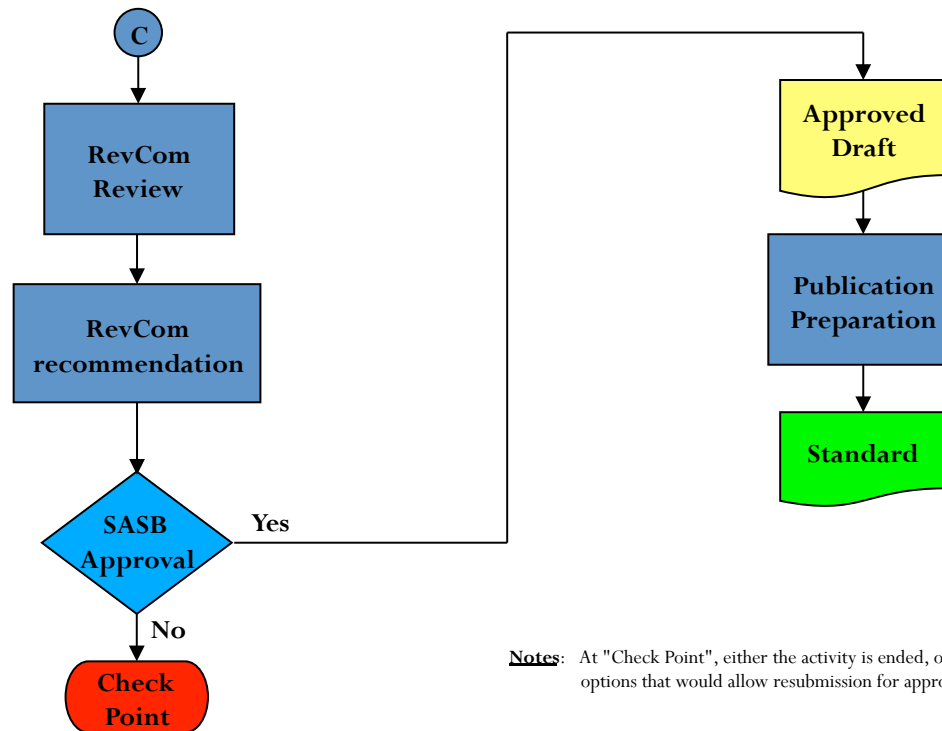 C
RevCom
Review
RevCom
recommendation
SASB
Approval
Yes
No
Check
Point
Approved
Draft
Publication
Preparation
Standard
Notes: At "Check Point", either the activity is ended, o
options that would allow resubmission for appro